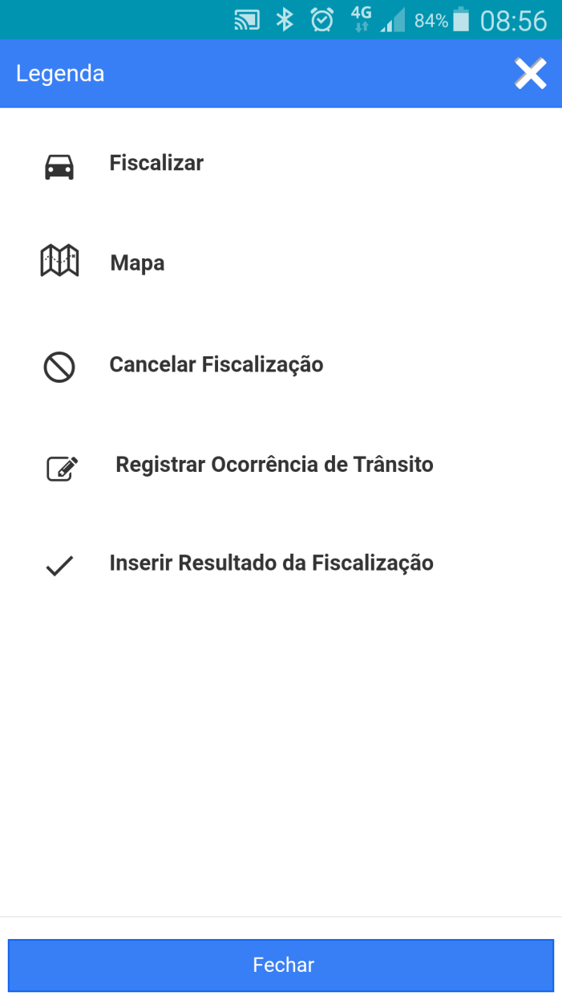 4G 84% 08:56
Legenda
Fiscalizar
Mapa
Cancelar Fiscalização
Registrar Ocorrência de Trânsito
Inserir Resultado da Fiscalização
Fechar